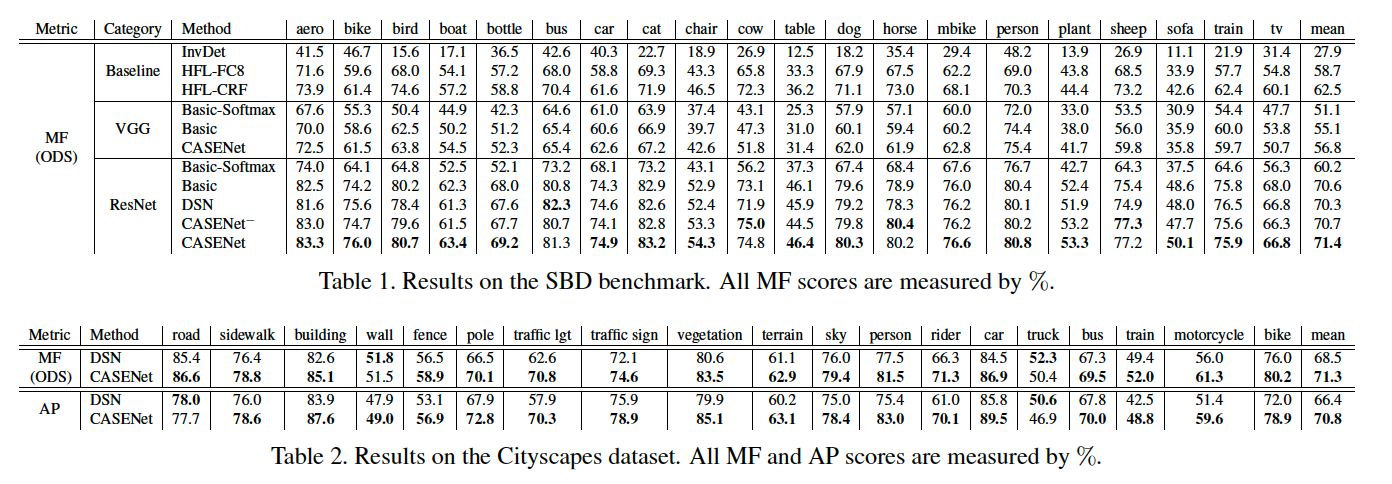 Metric Category Method aero bike bird boat bottle bus car cat chair cow table dog horse mbike person plant sheep sofa train tv mean
InvDet 41.5 46.7 15.6 17.1 36.5 42.6 40.3 22.7 18.9 26.9 12.5 18.2 35.4 29.4 48.2 13.9 26.9 11.1 21.9 31.4 27.9
Baseline HFL-FC8 71.6 59.6 68.0 54.1 57.2 68.0 58.8 69.3 43.3 65.8 33.3 67.9 67.5 62.2 69.0 43.8 68.5 33.9 57.7 54.8 58.7
HFL-CRF 73.9 61.4 74.6 57.2 58.8 70.4 61.6 71.9 46.5 72.3 36.2 71.1 73.0 68.1 70.3 44.4 73.2 42.6 62.4 60.1 62.5
Basic-Softmax 67.6 55.3 50.4 44.9 42.3 64.6 61.0 63.9 37.4 43.1 25.3 57.9 57.1 60.0 72.0 33.0 53.5 30.9 54.4 47.7 51.1
MF (ODS) VGG Basic 70.0 58.6 62.5 50.2 51.2 65.4 60.6 66.9 39.7 47.3 31.0 60.1 59.4 60.2 74.4 38.0 56.0 35.9 60.0 53.8 55.1
CASENet 72.5 61.5 63.8 54.5 52.3 65.4 62.6 67.2 42.6 51.8 31.4 62.0 61.9 62.8 75.4 41.7 59.8 35.8 59.7 50.7 56.8
Basic-Softmax 74.0 64.1 64.8 52.5 52.1 73.2 68.1 73.2 43.1 56.2 37.3 67.4 68.4 67.6 76.7 42.7 64.3 37.5 64.6 56.3 60.2
Basic 82.5 74.2 80.2 62.3 68.0 80.8 74.3 82.9 52.9 73.1 46.1 79.6 78.9 76.0 80.4 52.4 75.4 48.6 75.8 68.0 70.6
ResNet DSN 81.6 75.6 78.4 61.3 67.6 82.3 74.6 82.6 52.4 71.9 45.9 79.2 78.3 76.2 80.1 51.9 74.9 48.0 76.5 66.8 70.3
CASENet⁻ 83.0 74.7 79.6 61.5 67.7 80.7 74.1 82.8 53.3 75.0 44.5 79.8 80.4 76.2 80.2 53.2 77.3 47.7 75.6 66.3 70.7
CASENet 83.3 76.0 80.7 63.4 69.2 81.3 74.9 83.2 54.3 74.8 46.4 80.3 80.2 76.6 80.8 53.3 77.2 50.1 75.9 66.8 71.4
Table 1. Results on the SBD benchmark. All MF scores are measured by %.
Metric Method road sidewalk building wall fence pole traffic lgt traffic sign vegetation terrain sky person rider car truck bus train motorcycle bike mean
MF DSN 85.4 76.4 82.6 51.8 56.5 66.5 62.6 72.1 80.6 61.1 76.0 77.5 66.3 84.5 52.3 67.3 49.4 56.0 76.0 68.5
(ODS) CASENet 86.6 78.8 85.1 51.5 58.9 70.1 70.8 74.6 83.5 62.9 79.4 81.5 71.3 86.9 50.4 69.5 52.0 61.3 80.2 71.3
AP DSN 78.0 76.0 83.9 47.9 53.1 67.9 57.9 75.9 79.9 60.2 75.0 75.4 61.0 85.8 50.6 67.8 42.5 51.4 72.0 66.4
CASENet 77.7 78.6 87.6 49.0 56.9 72.8 70.3 78.9 85.1 63.1 78.4 83.0 70.1 89.5 46.9 70.0 48.8 59.6 78.9 70.8
Table 2. Results on the Cityscapes dataset. All MF and AP scores are measured by %.